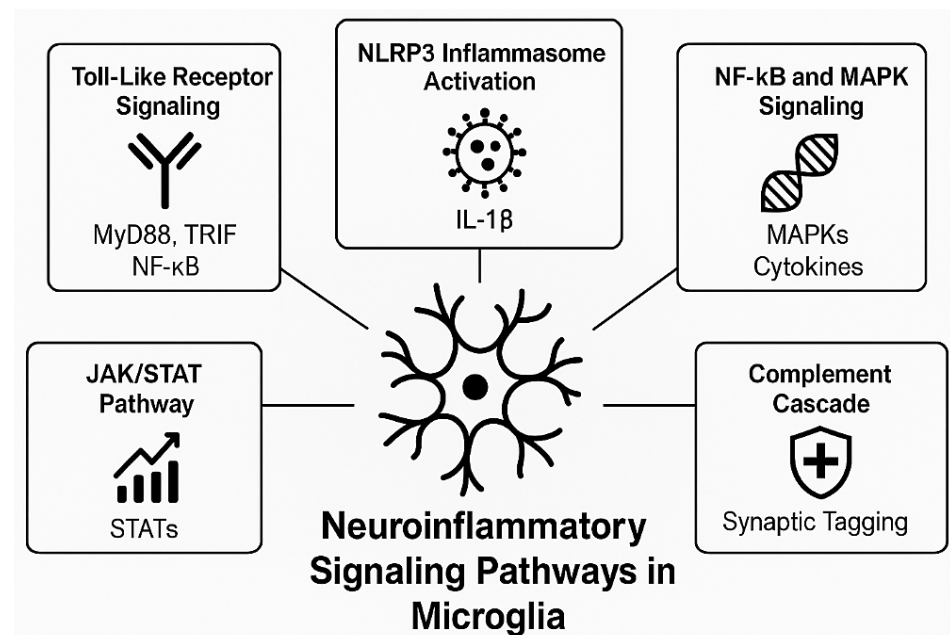 Toll-Like Receptor
Signaling
MyD88, TRIF
NF-κB
NLRP3 Inflammasome
Activation
IL-1β
NF-kB and MAPK
Signaling
MAPKs
Cytokines
JAK/STAT
Pathway
STATs
Complement
Cascade
Synaptic Tagging
Neuroinflammatory
Signaling Pathways in
Microglia